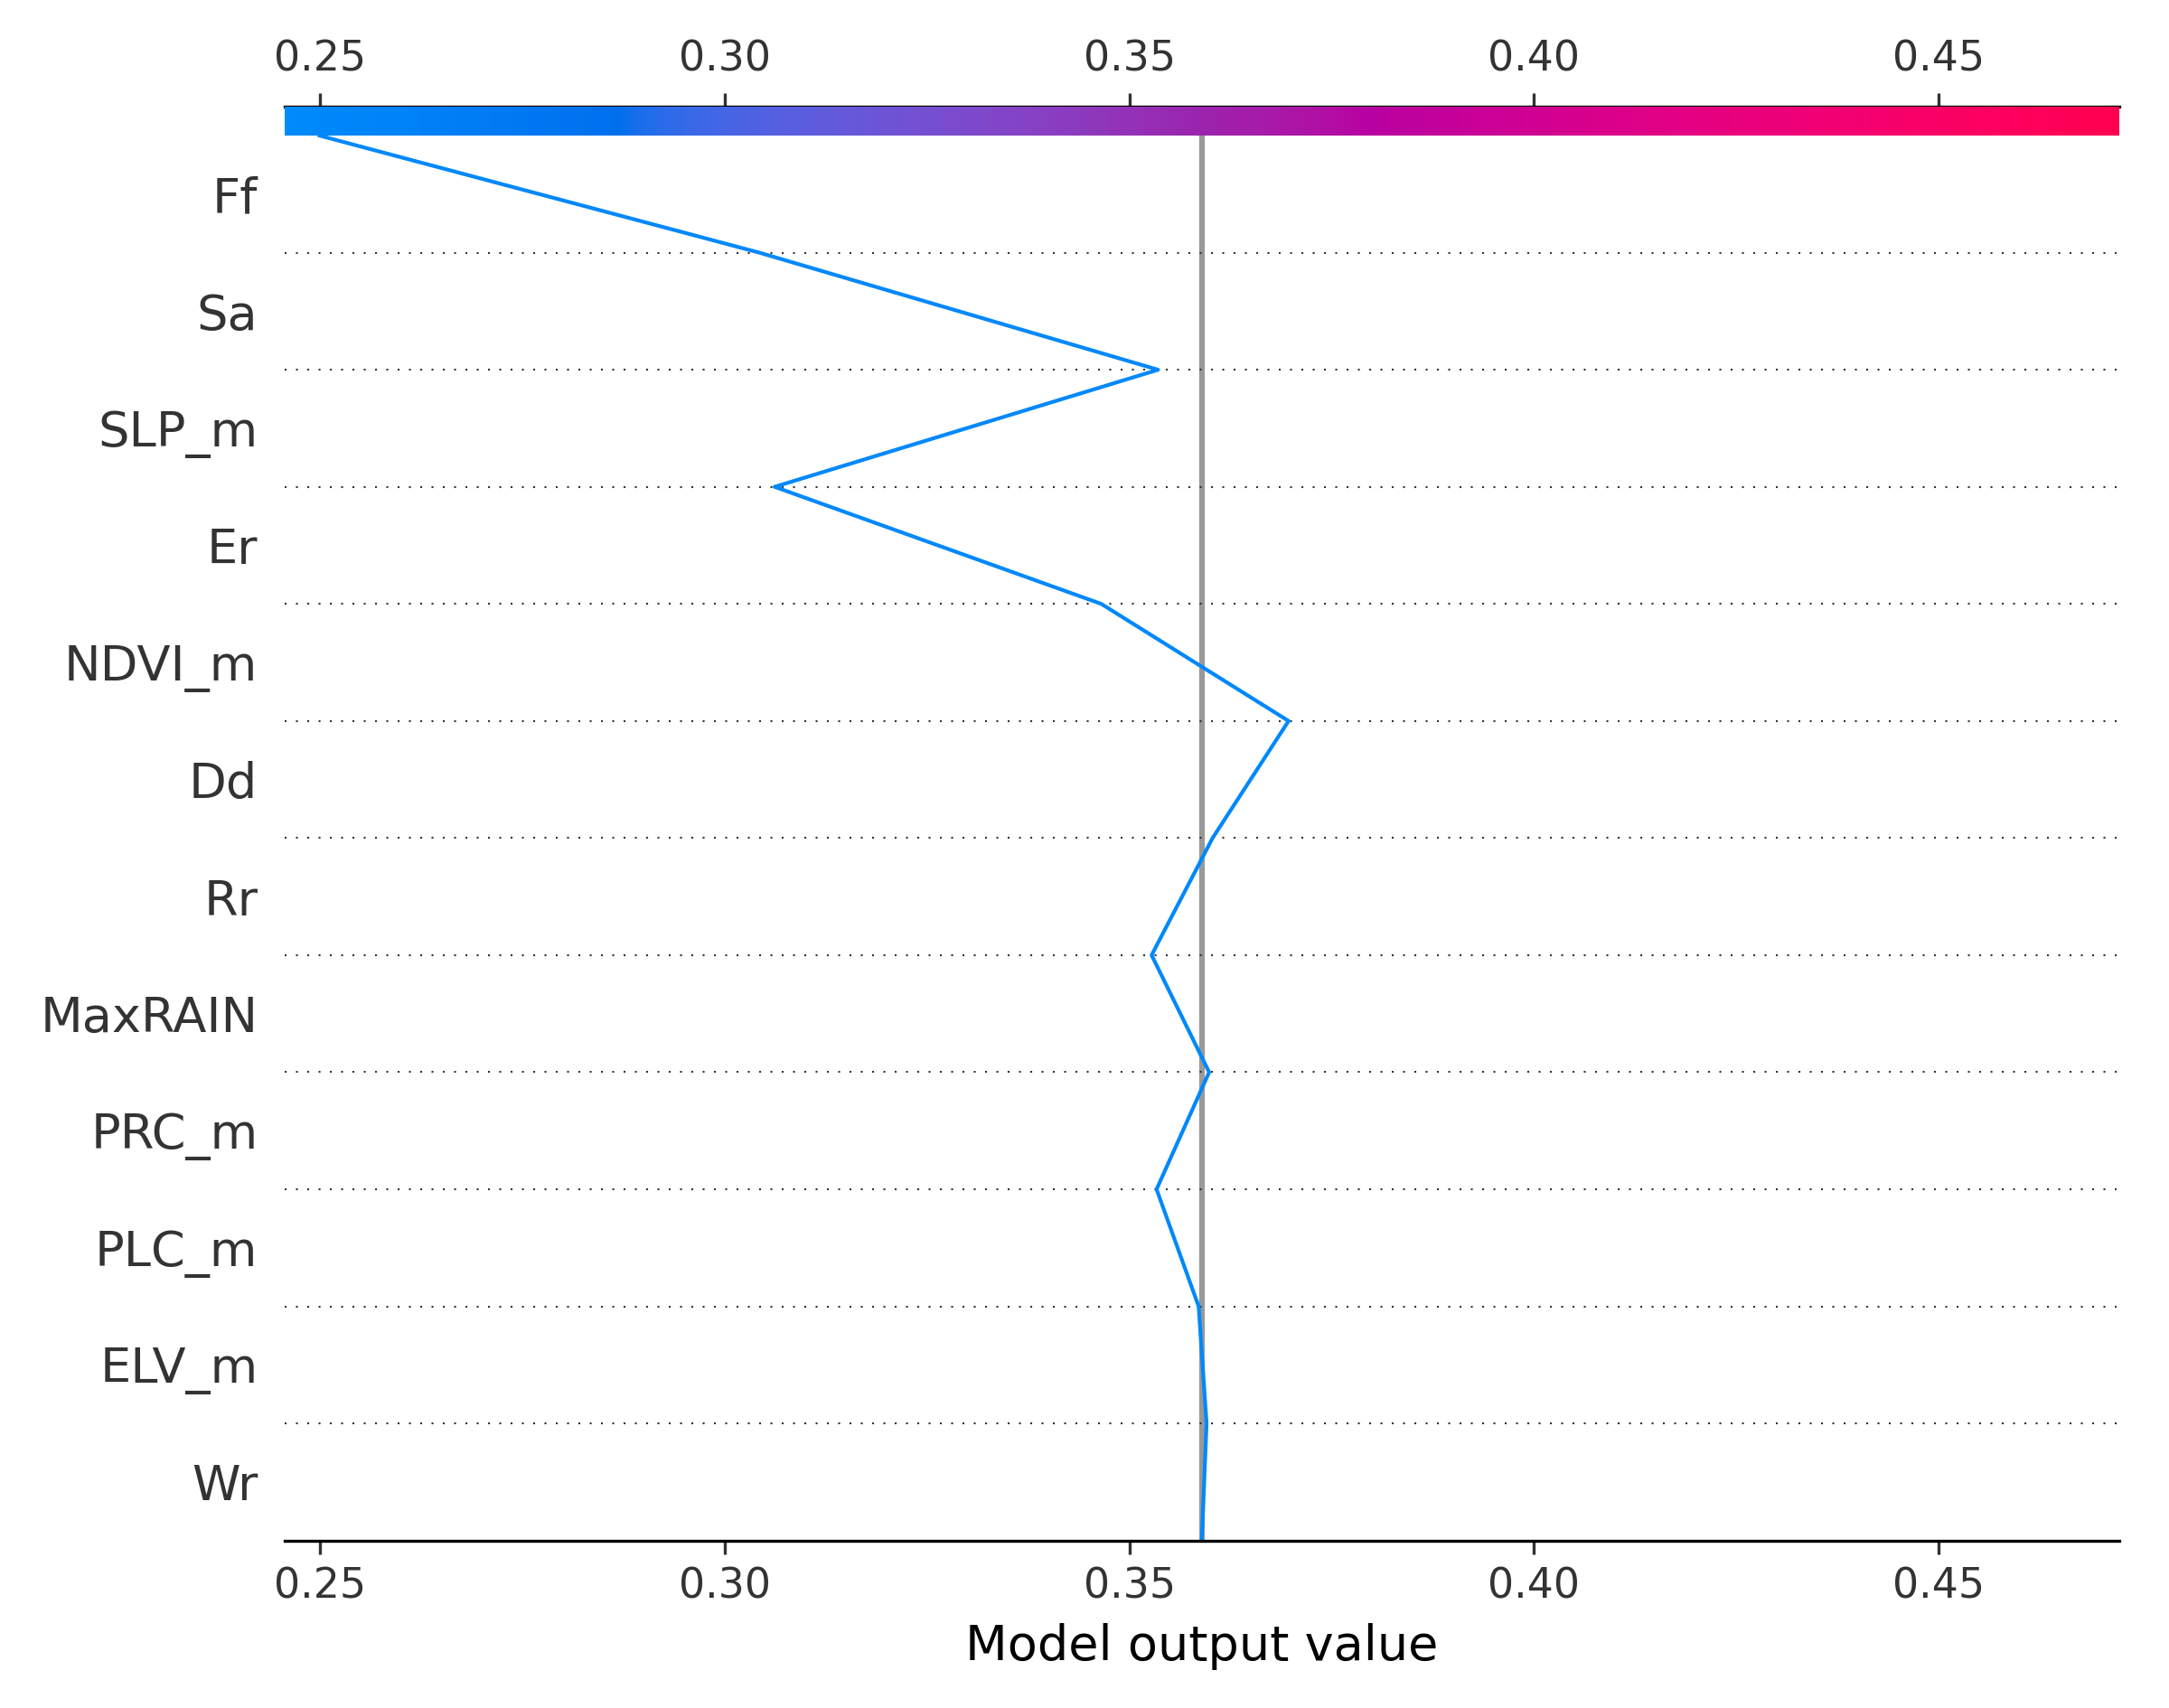 0.25 0.30 0.35 0.40 0.45
Ff
Sa
SLP_m
Er
NDVI_m
Dd
Rr
MaxRAIN
PRC_m
PLC_m
ELV_m
Wr
0.25 0.30 0.35 0.40 0.45
Model output value